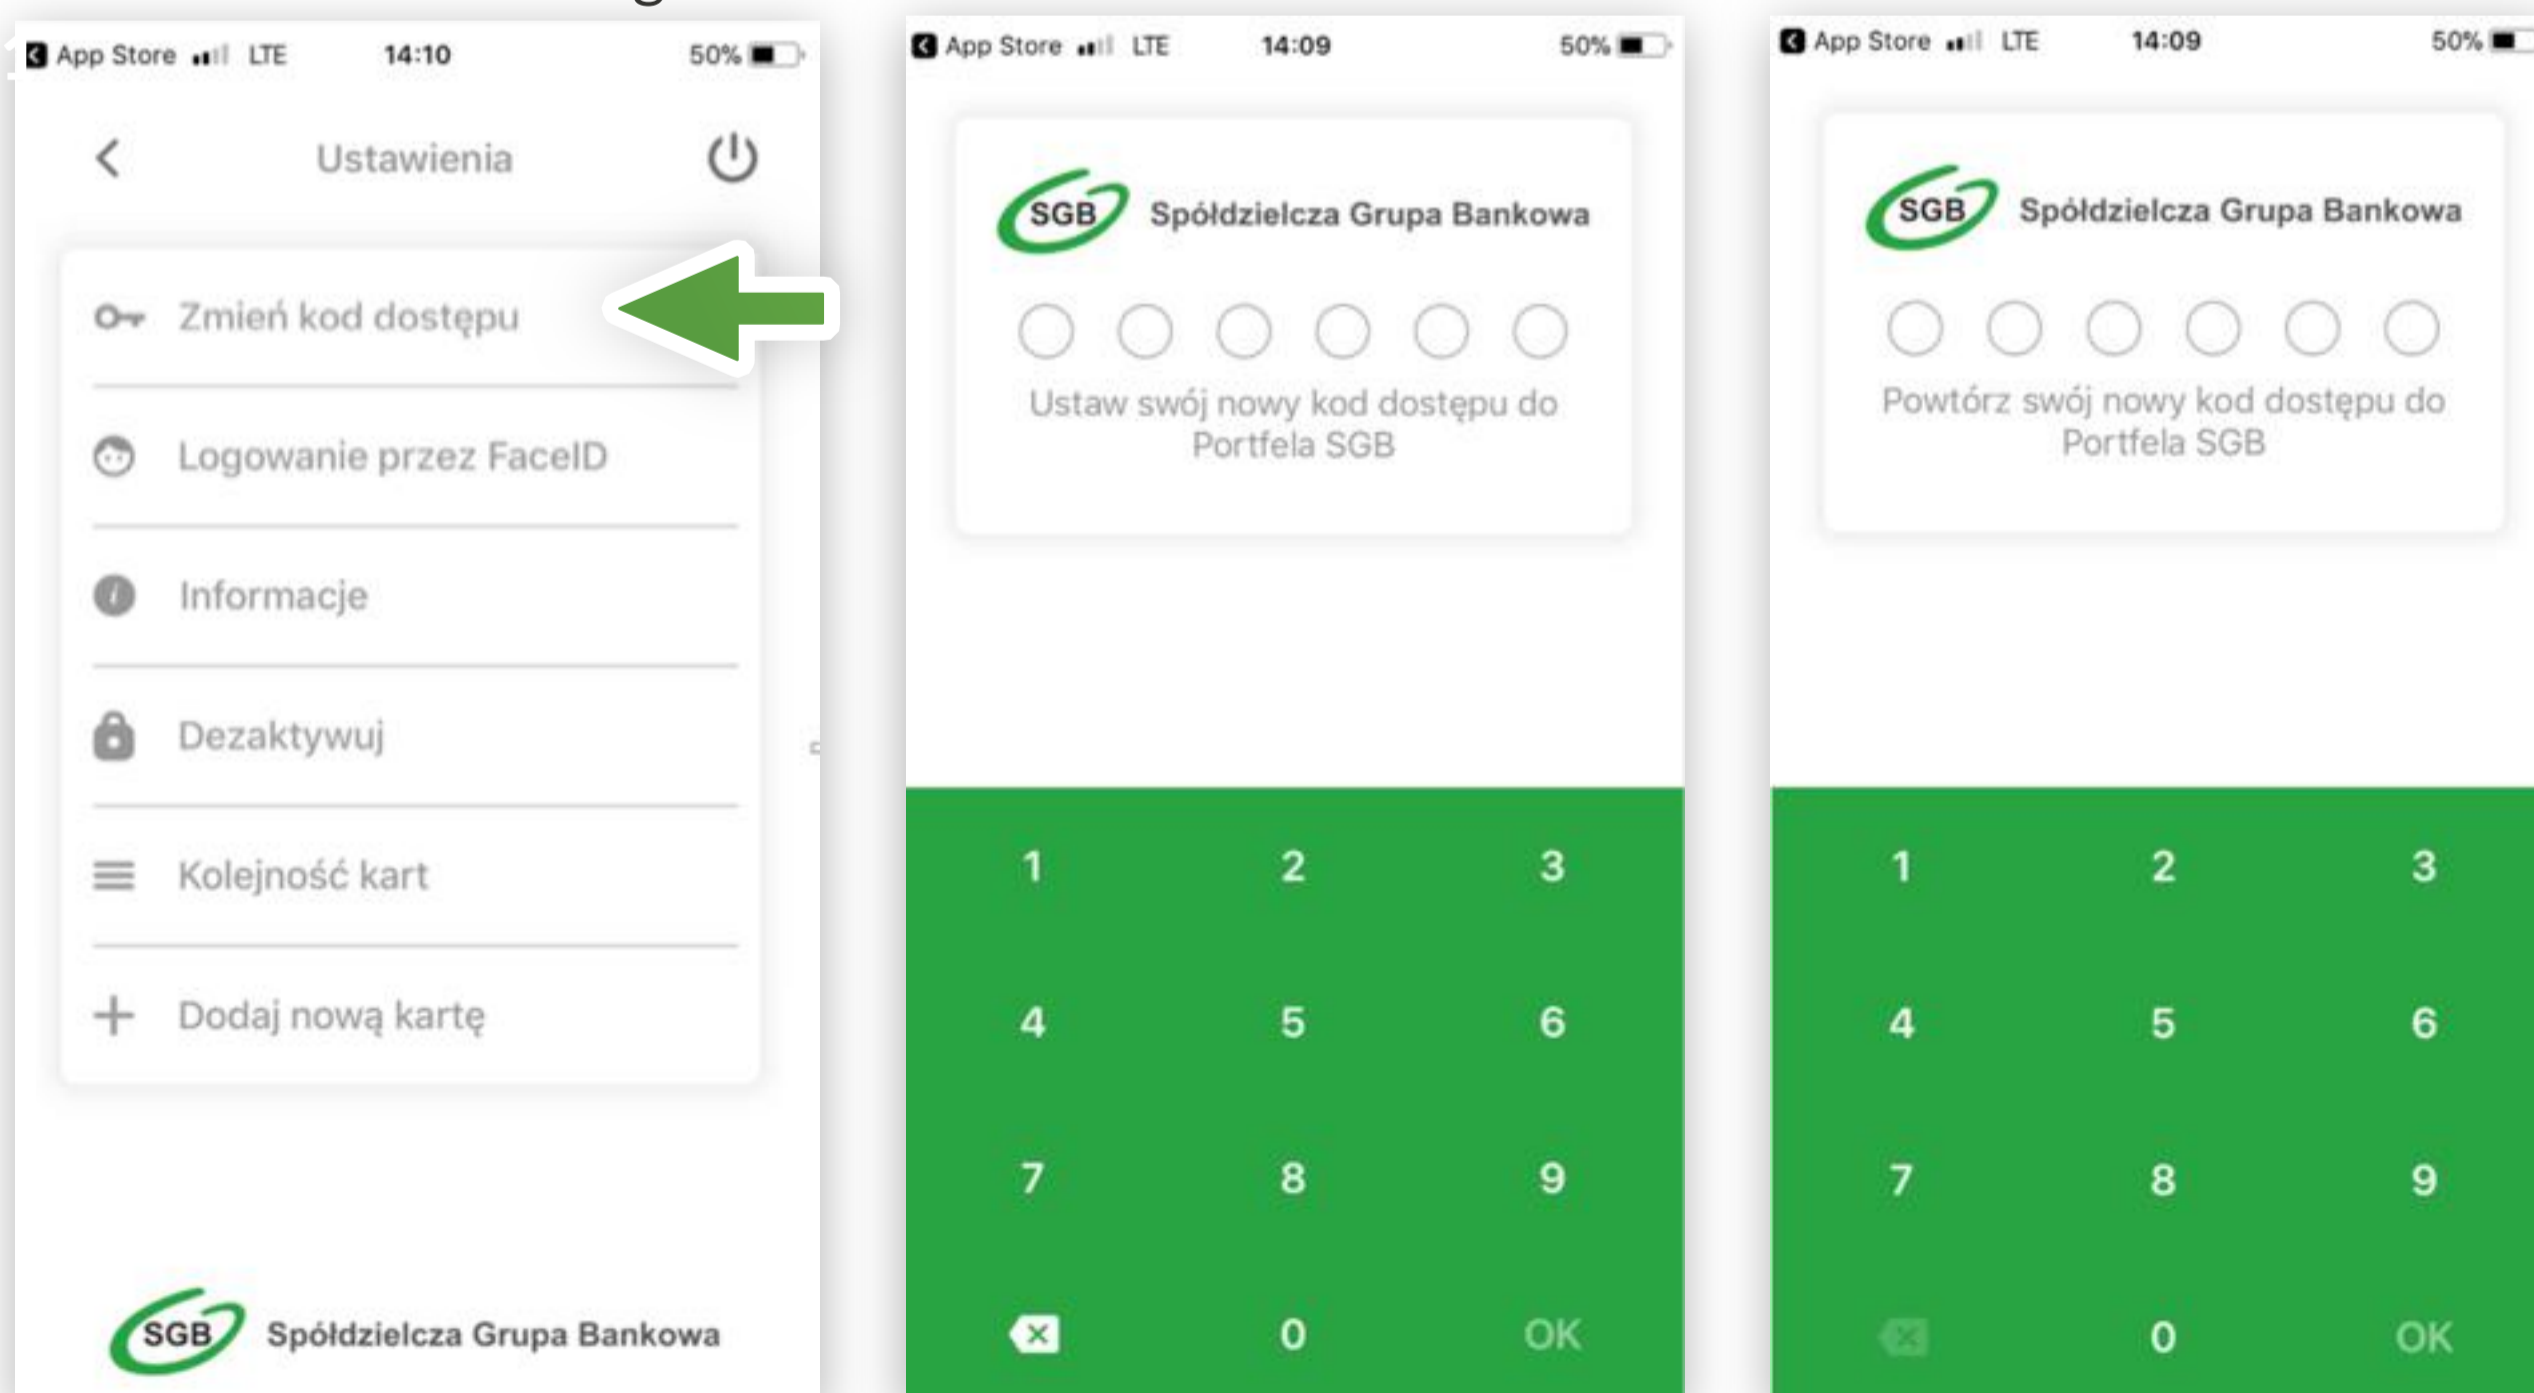 App Store LTE 14:10 50%
Ustawienia
Zmień kod dostępu
Logowanie przez FaceID
Informacje
Dezaktywuj
Kolejność kart
Dodaj nową kartę
SGB Spółdzielcza Grupa Bankowa
App Store LTE 14:09 50%
SGB Spółdzielcza Grupa Bankowa
Ustaw swój nowy kod dostępu do
Portfela SGB
1 2 3
4 5 6
7 8 9
0 OK
App Store LTE 14:09 50%
SGB Spółdzielcza Grupa Bankowa
Powtórz swój nowy kod dostępu do
Portfela SGB
1 2 3
4 5 6
7 8 9
0 OK